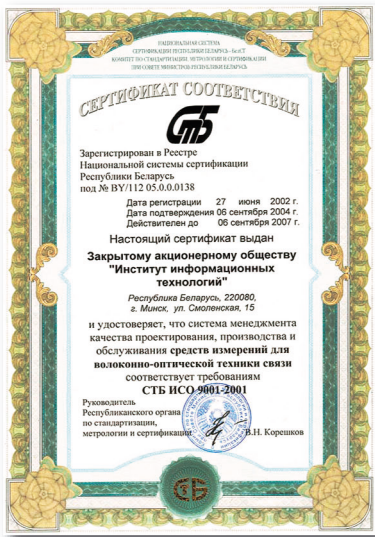 НАЦИОНАЛЬНАЯ СИСТЕМА
СЕРТИФИКАЦИИ РЕСПУБЛИКИ БЕЛАРУСЬ - БелСТ
КОМИТЕТ ПО СТАНДАРТИЗАЦИИ, МЕТРОЛОГИИ И СЕРТИФИКАЦИИ
ПРИ СОВЕТЕ МИНИСТРОВ РЕСПУБЛИКИ БЕЛАРУСЬ
СЕРТИФИКАТ СООТВЕТСТВИЯ
СТБ
Зарегистрирован в Реестре
Национальной системы сертификации
Республики Беларусь
под № BY/112 05.0.0.0138
Дата регистрации 27 июня 2002 г.
Дата подтверждения 06 сентября 2004 г.
Действителен до 06 сентября 2007 г.
Настоящий сертификат выдан
Закрытому акционерному обществу
"Институт информационных
технологий"
Республика Беларусь, 220080,
г. Минск, ул. Смоленская, 15
и удостоверяет, что система менеджмента
качества проектирования, производства и
обслуживания средств измерений для
волоконно-оптической техники связи
соответствует требованиям
СТБ ИСО 9001-2001
Руководитель
Республиканского органа
по стандартизации,
метрологии и сертификации
В.Н. Корешков